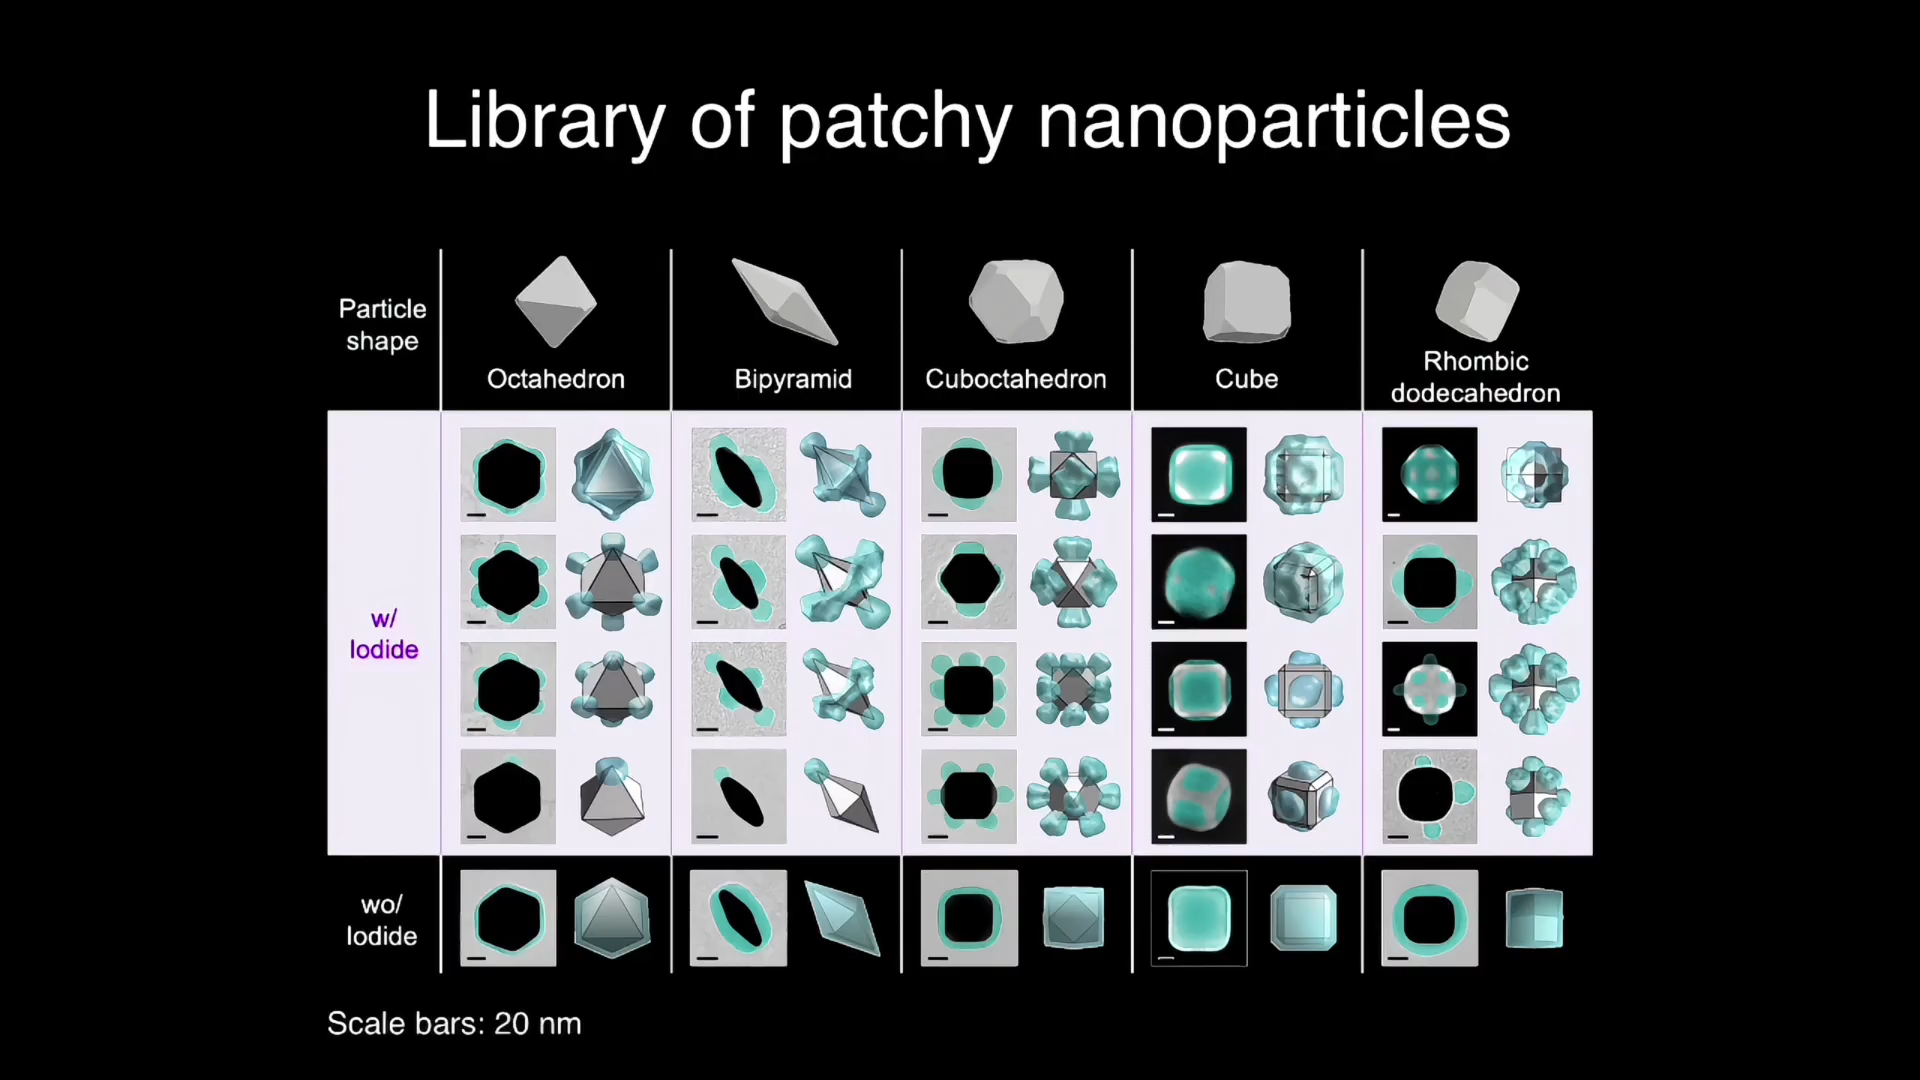 Library of patchy nanoparticles
Particle
shape
Octahedron
Bipyramid
Cuboctahedron
Cube
Rhombic
dodecahedron
w/
Iodide
wo/
Iodide
Scale bars: 20 nm